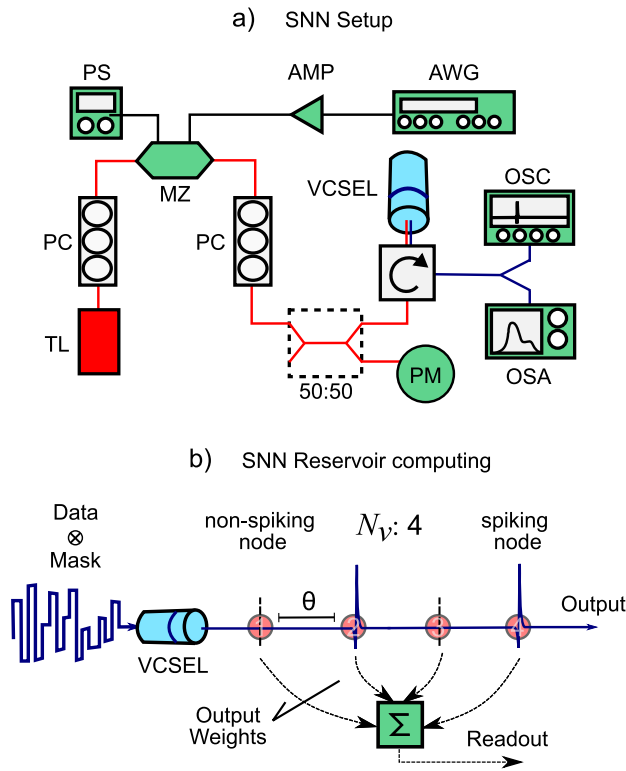 a) SNN Setup
PS
AMP
AWG
MZ
VCSEL
OSC
PC
PC
TL
50:50
PM
OSA
b) SNN Reservoir computing
Data
⊗
Mask
non-spiking
node
Nv: 4
spiking
node
θ
1
2
3
4
Output
VCSEL
Output
Weights
Σ
Readout